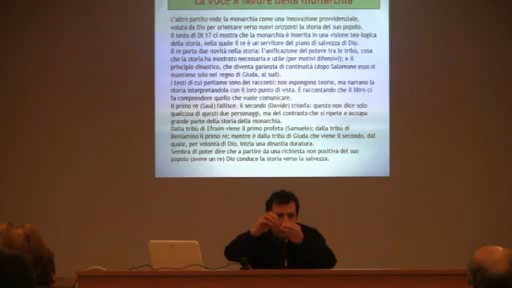 La voce a favore della monarchia
L'altro partito vede la monarchia come una innovazione provvidenziale,
voluta da Dio per orientare verso nuovi orizzonti la storia del suo popolo.
Il testo di Dt 17 ci mostra che la monarchia è inserita in una visione teo-logica
della storia, nella quale il re è un servitore del piano di salvezza di Dio.
Il re porta due novità nella storia: l'unificazione del potere tra le tribù, cosa
che la storia ha mostrato necessaria e utile (per motivi difensivi); e il
principio dinastico, che diventa garanzia di continuità (dopo Salomone esso si
mantiene solo nel regno di Giuda, al sud).
I testi di cui parliamo sono dei racconti: non espongono teorie, ma narrano
la storia interpretandola con il loro punto di vista. È raccontando che il libro ci
fa comprendere quello che vuole comunicare.
Il primo re (Saul) fallisce, il secondo (Davide) trionfa: questo non dice solo
qualcosa di questi due personaggi, ma del contrasto che si ripete e occupa
grande parte della storia della monarchia.
Dalla tribù di Efraim viene il primo profeta (Samuele); dalla tribù di
Beniamino il primo re; mentre è dalla tribù di Giuda che viene il secondo, dal
quale, per volontà di Dio, inizia una dinastia duratura.
Sembra di poter dire che a partire da una richiesta non positiva del suo
popolo (avere un re) Dio conduce la storia verso la salvezza.